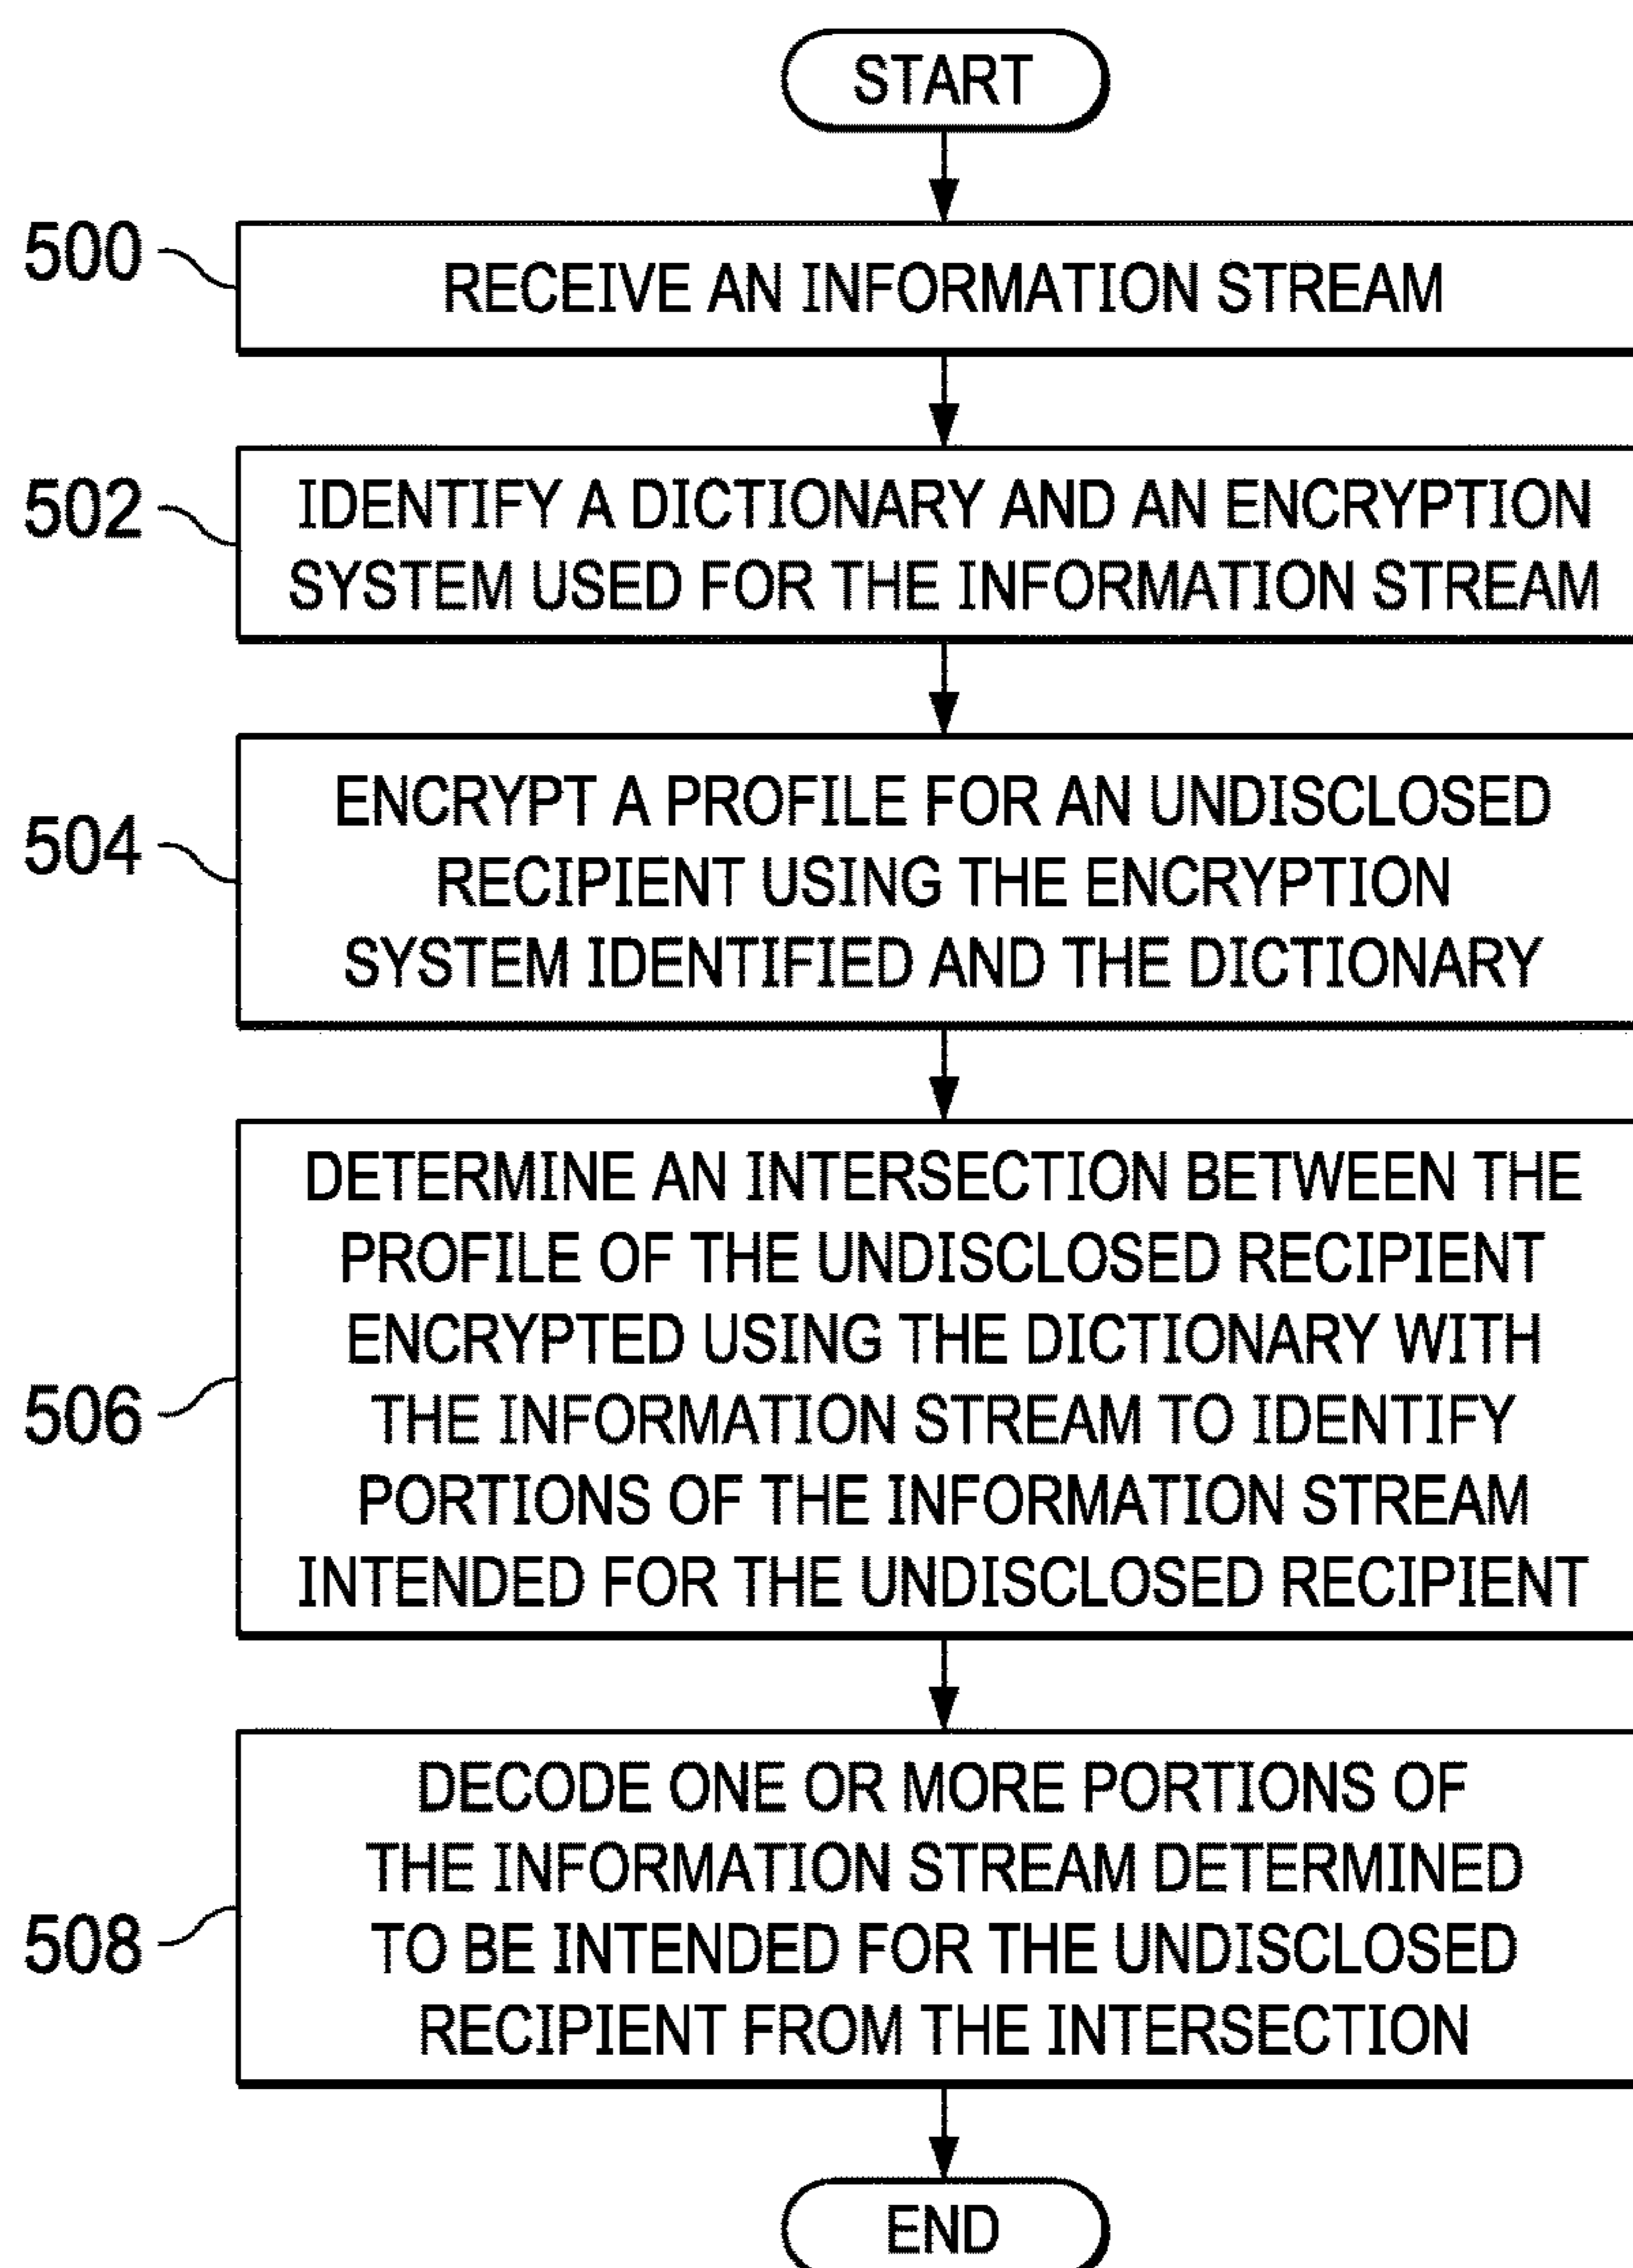 START
500
RECEIVE AN INFORMATION STREAM
502
IDENTIFY A DICTIONARY AND AN ENCRYPTION
SYSTEM USED FOR THE INFORMATION STREAM
504
ENCRYPT A PROFILE FOR AN UNDISCLOSED
RECIPIENT USING THE ENCRYPTION
SYSTEM IDENTIFIED AND THE DICTIONARY
506
DETERMINE AN INTERSECTION BETWEEN THE
PROFILE OF THE UNDISCLOSED RECIPIENT
ENCRYPTED USING THE DICTIONARY WITH
THE INFORMATION STREAM TO IDENTIFY
PORTIONS OF THE INFORMATION STREAM
INTENDED FOR THE UNDISCLOSED RECIPIENT
508
DECODE ONE OR MORE PORTIONS OF
THE INFORMATION STREAM DETERMINED
TO BE INTENDED FOR THE UNDISCLOSED
RECIPIENT FROM THE INTERSECTION
END